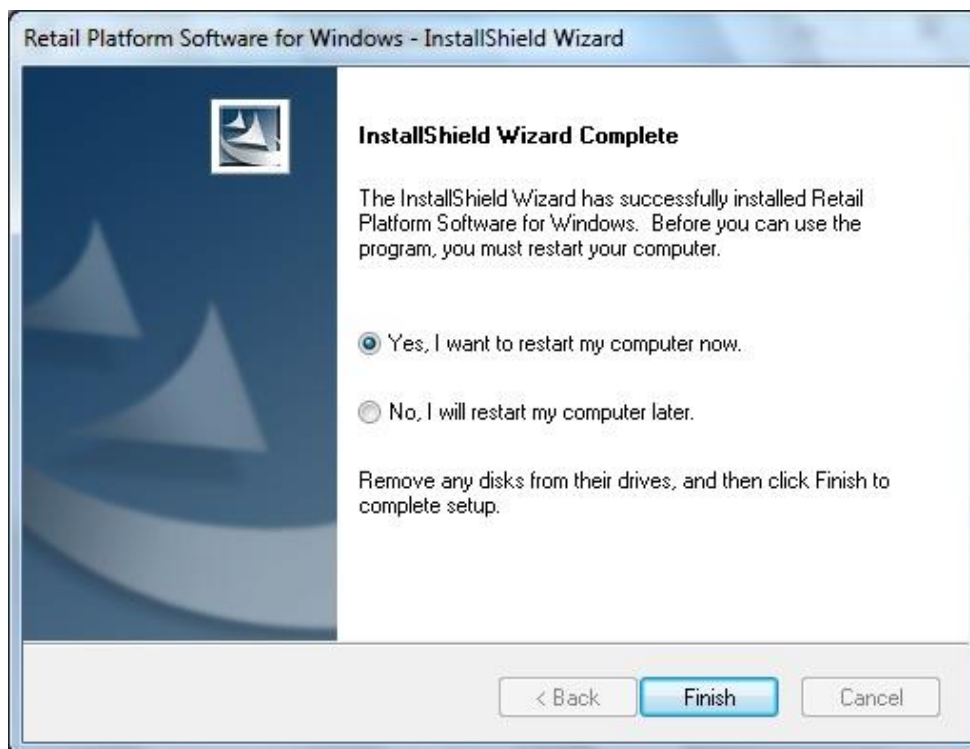 Retail Platform Software for Windows - InstallShield Wizard
InstallShield Wizard Complete
The InstallShield Wizard has successfully installed Retail
Platform Software for Windows.  Before you can use the
program, you must restart your computer.
Yes, I want to restart my computer now.
No, I will restart my computer later.
Remove any disks from their drives, and then click Finish to
complete setup.
< Back
Finish
Cancel